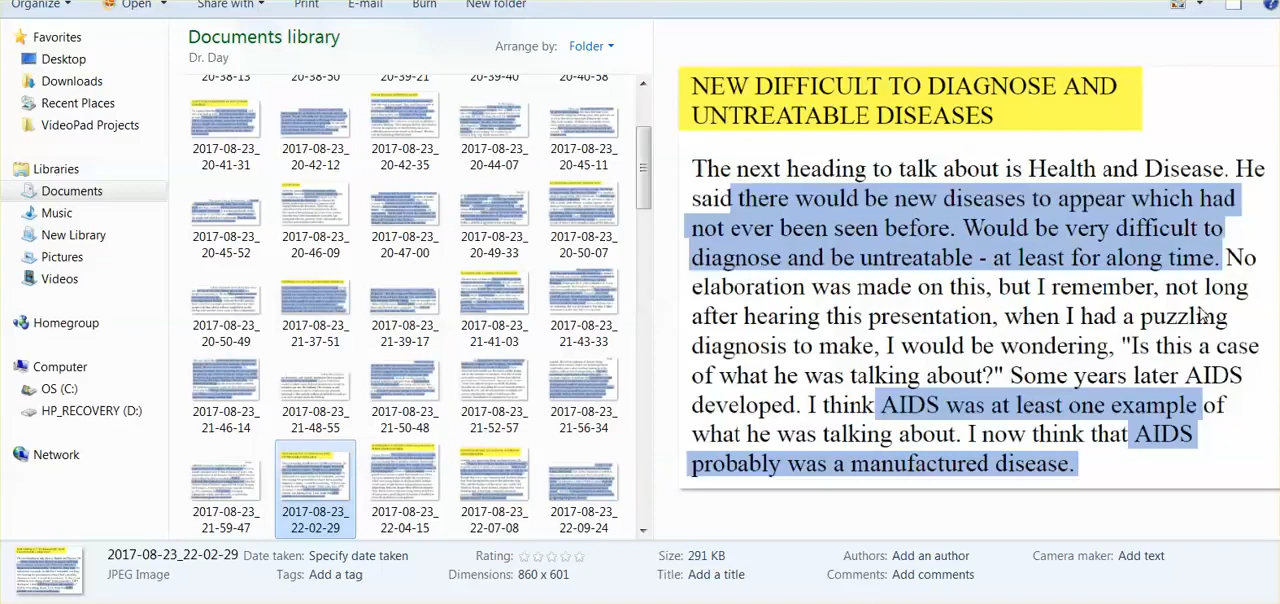 Organize
Open
Share with
Print
E-mail
Burn
New folder
Favorites
Desktop
Downloads
Recent Places
VideoPad Projects
Libraries
Documents
Music
New Library
Pictures
Videos
Homegroup
Computer
OS (C:)
HP_RECOVERY (D:)
Network
Documents library
Dr. Day
Arrange by: Folder
20-38-13 20-38-50 20-39-21 20-39-40 20-40-58
2017-08-23_ 2017-08-23_ 2017-08-23_ 2017-08-23_ 2017-08-23_
20-41-31 20-42-12 20-42-35 20-44-07 20-45-11
2017-08-23_ 2017-08-23_ 2017-08-23_ 2017-08-23_ 2017-08-23_
20-45-52 20-46-09 20-47-00 20-49-33 20-50-07
2017-08-23_ 2017-08-23_ 2017-08-23_ 2017-08-23_ 2017-08-23_
20-50-49 21-37-51 21-39-17 21-41-03 21-43-33
2017-08-23_ 2017-08-23_ 2017-08-23_ 2017-08-23_ 2017-08-23_
21-46-14 21-48-55 21-50-48 21-52-57 21-56-34
2017-08-23_ 2017-08-23_ 2017-08-23_ 2017-08-23_ 2017-08-23_
21-59-47 22-02-29 22-04-15 22-07-08 22-09-24
NEW DIFFICULT TO DIAGNOSE AND
UNTREATABLE DISEASES
The next heading to talk about is Health and Disease. He
said there would be new diseases to appear which had
not ever been seen before. Would be very difficult to
diagnose and be untreatable - at least for along time. No
elaboration was made on this, but I remember, not long
after hearing this presentation, when I had a puzzling
diagnosis to make, I would be wondering, "Is this a case
of what he was talking about?" Some years later AIDS
developed. I think AIDS was at least one example of
what he was talking about. I now think that AIDS
probably was a manufactured disease.
2017-08-23_22-02-29 Date taken: Specify date taken Rating: Size: 291 KB Authors: Add an author Camera maker: Add text
JPEG Image Tags: Add a tag Dimensions: 860 x 601 Title: Add a title Comments: Add comments